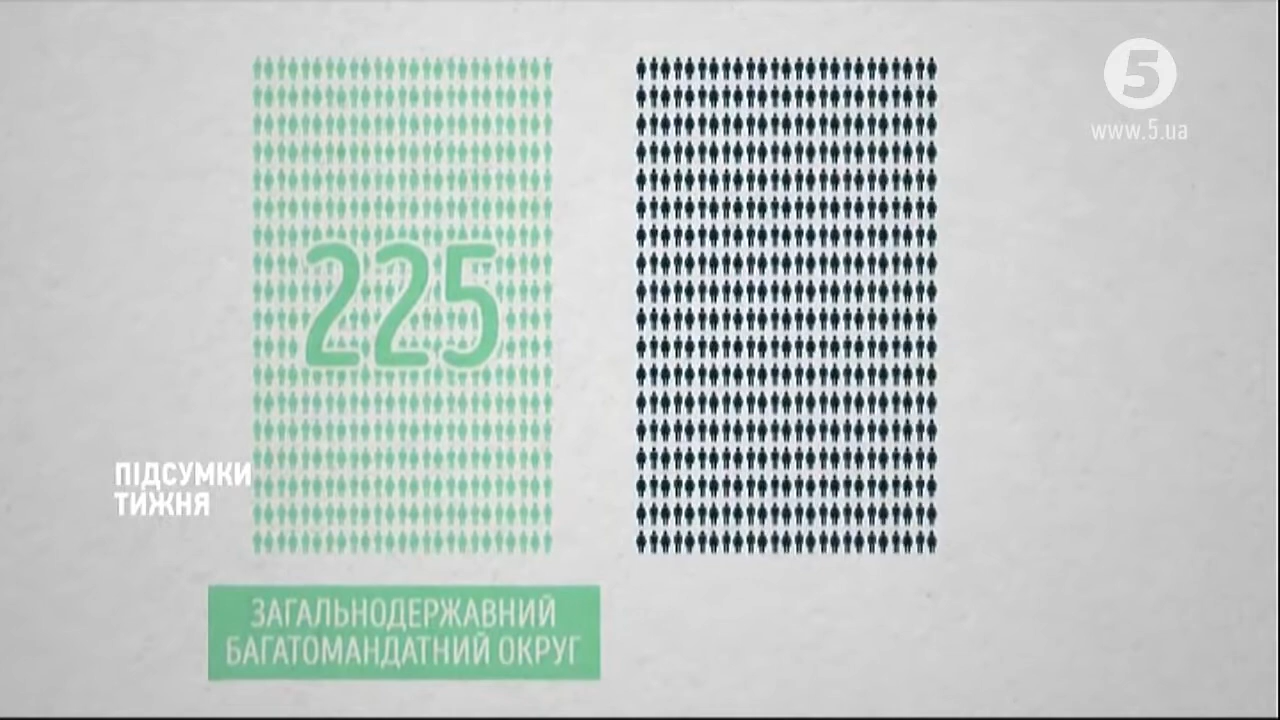 5
www.5.ua
225
ПІДСУМКИ
ТИЖНЯ
ЗАГАЛЬНОДЕРЖАВНИЙ
БАГАТОМАНДАТНИЙ ОКРУГ